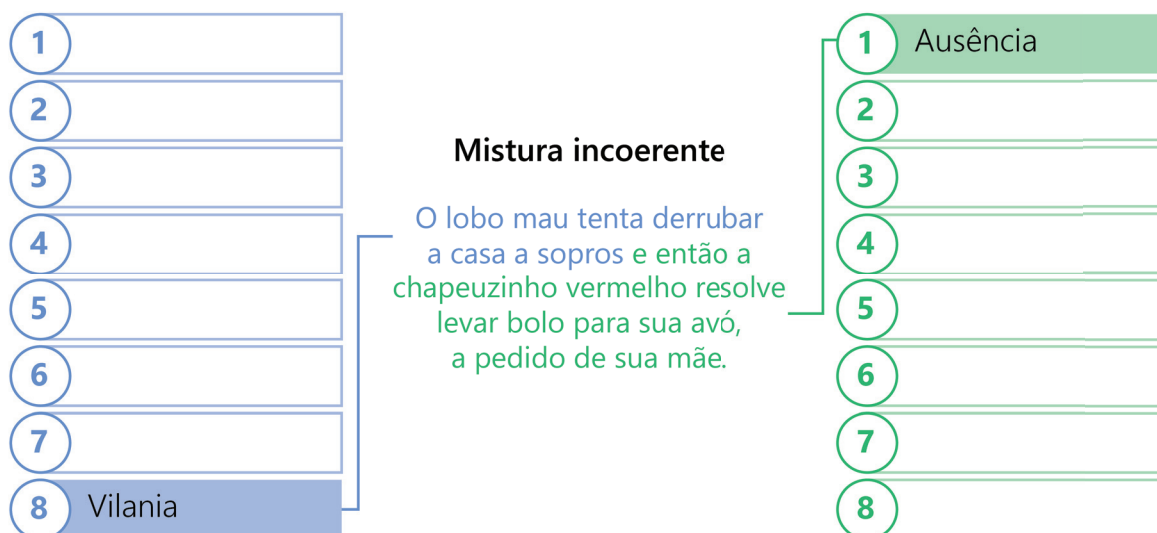 1
2
3
4
5
6
7
8 Vilania
Mistura incoerente
O lobo mau tenta derrubar
a casa a sopros e então a
chapeuzinho vermelho resolve
levar bolo para sua avó,
a pedido de sua mãe.
1 Ausência
2
3
4
5
6
7
8